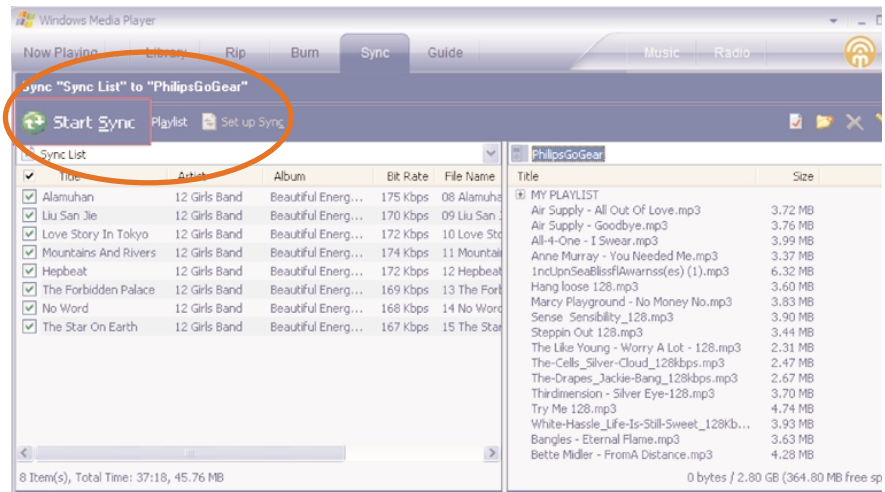 Windows Media Player
Now Playing Library Rip Burn Sync Guide Music Radio
Sync "Sync List" to "PhilipsGoGear"
Start Sync Playlist Set up Sync
Sync List
Title Artist Album Bit Rate File Name
Alamuhan 12 Girls Band Beautiful Energ... 175 Kbps 08 Alamuha
Liu San Jie 12 Girls Band Beautiful Energ... 170 Kbps 09 Liu San
Love Story In Tokyo 12 Girls Band Beautiful Energ... 172 Kbps 10 Love Sto
Mountains And Rivers 12 Girls Band Beautiful Energ... 174 Kbps 11 Mountai
Hepbeat 12 Girls Band Beautiful Energ... 172 Kbps 12 Hepbeat
The Forbidden Palace 12 Girls Band Beautiful Energ... 169 Kbps 13 The Forb
No Word 12 Girls Band Beautiful Energ... 168 Kbps 14 No Word
The Star On Earth 12 Girls Band Beautiful Energ... 167 Kbps 15 The Star
8 Item(s), Total Time: 37:18, 45.76 MB
PhilipsGoGear
Title Size
MY PLAYLIST
Air Supply - All Out Of Love.mp3 3.72 MB
Air Supply - Goodbye.mp3 3.76 MB
All-4-One - I Swear.mp3 3.99 MB
Anne Murray - You Needed Me.mp3 3.37 MB
1ncUpnSeaBlissflAwarnss(es) (1).mp3 6.32 MB
Hang loose 128.mp3 3.60 MB
Marcy Playground - No Money No.mp3 3.83 MB
Sense Sensibility_128.mp3 3.90 MB
Steppin Out 128.mp3 3.44 MB
The Like Young - Worry A Lot - 128.mp3 2.31 MB
The-Cells_Silver-Cloud_128kbps.mp3 2.47 MB
The-Drapes_Jackie-Bang_128kbps.mp3 2.67 MB
Thirdimension - Silver Eye-128.mp3 3.70 MB
Try Me 128.mp3 4.74 MB
White-Hassle_Life-Is-Still-Sweet_128Kb... 3.93 MB
Bangles - Eternal Flame.mp3 3.63 MB
Bette Midler - FromA Distance.mp3 4.28 MB
0 bytes / 2.80 GB (364.80 MB free sp